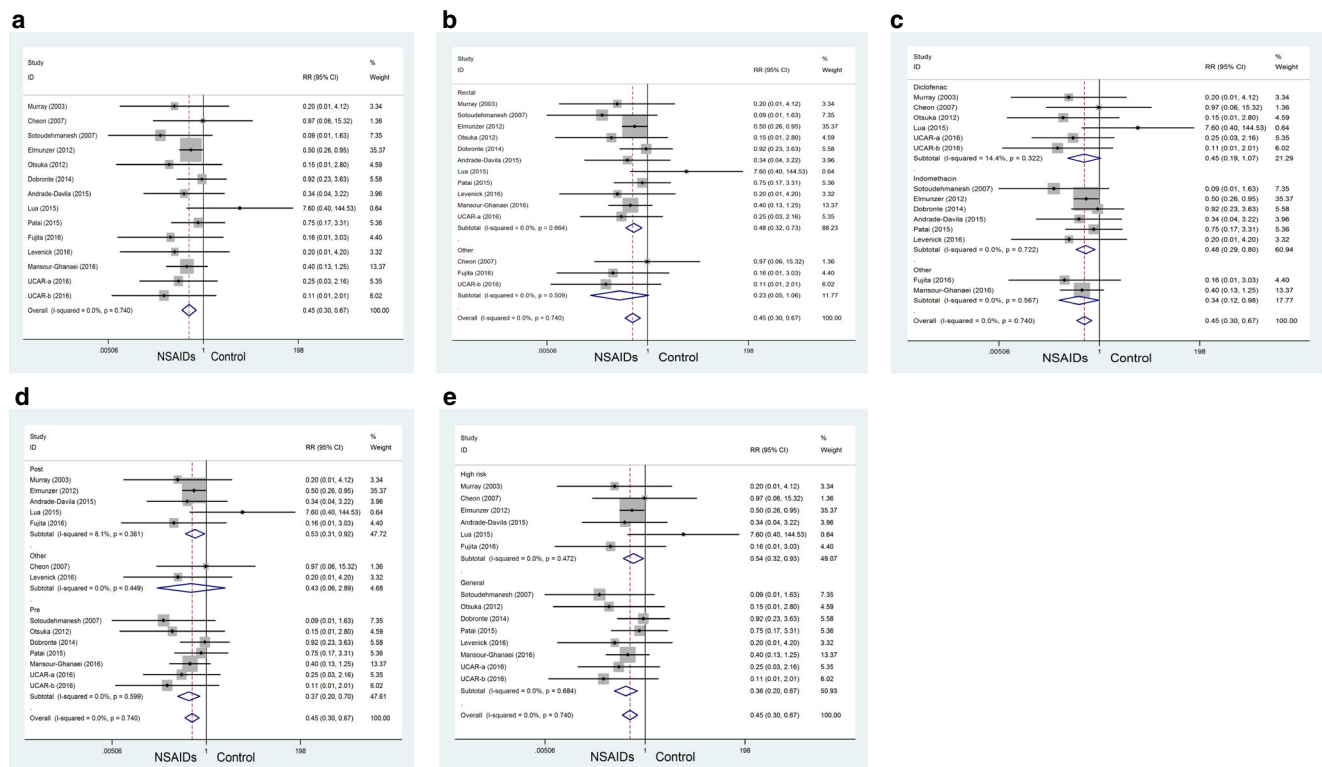 a
Study %
ID RR (95% CI) Weight
Murray (2003) 0.20 (0.01, 4.12) 3.34
Cheon (2007) 0.97 (0.06, 15.32) 1.36
Sotoudehmanesh (2007) 0.09 (0.01, 1.63) 7.35
Elmunzer (2012) 0.50 (0.26, 0.95) 35.37
Otsuka (2012) 0.15 (0.01, 2.80) 4.59
Dobronte (2014) 0.92 (0.23, 3.63) 5.58
Andrade-Davila (2015) 0.34 (0.04, 3.22) 3.96
Lua (2015) 7.60 (0.40, 144.53) 0.64
Patai (2015) 0.75 (0.17, 3.31) 5.36
Fujita (2016) 0.16 (0.01, 3.03) 4.40
Levenick (2016) 0.20 (0.01, 4.20) 3.32
Mansour-Ghanaei (2016) 0.40 (0.13, 1.25) 13.37
UCAR-a (2016) 0.25 (0.03, 2.16) 5.35
UCAR-b (2016) 0.11 (0.01, 2.01) 6.02
Overall (I-squared = 0.0%, p = 0.740) 0.45 (0.30, 0.67) 100.00
.00506 1 198
NSAIDs Control
b
Study %
ID RR (95% CI) Weight
Rectal
Murray (2003) 0.20 (0.01, 4.12) 3.34
Sotoudehmanesh (2007) 0.09 (0.01, 1.63) 7.35
Elmunzer (2012) 0.50 (0.26, 0.95) 35.37
Otsuka (2012) 0.15 (0.01, 2.80) 4.59
Dobronte (2014) 0.92 (0.23, 3.63) 5.58
Andrade-Davila (2015) 0.34 (0.04, 3.22) 3.96
Lua (2015) 7.60 (0.40, 144.53) 0.64
Patai (2015) 0.75 (0.17, 3.31) 5.36
Levenick (2016) 0.20 (0.01, 4.20) 3.32
Mansour-Ghanaei (2016) 0.40 (0.13, 1.25) 13.37
UCAR-a (2016) 0.25 (0.03, 2.16) 5.35
Subtotal (I-squared = 0.0%, p = 0.664) 0.48 (0.32, 0.73) 88.23
.
Other
Cheon (2007) 0.97 (0.06, 15.32) 1.36
Fujita (2016) 0.16 (0.01, 3.03) 4.40
UCAR-b (2016) 0.11 (0.01, 2.01) 6.02
Subtotal (I-squared = 0.0%, p = 0.509) 0.23 (0.05, 1.06) 11.77
.
Overall (I-squared = 0.0%, p = 0.740) 0.45 (0.30, 0.67) 100.00
.00506 1 198
NSAIDs Control
c
Study %
ID RR (95% CI) Weight
Diclofenac
Murray (2003) 0.20 (0.01, 4.12) 3.34
Cheon (2007) 0.97 (0.06, 15.32) 1.36
Otsuka (2012) 0.15 (0.01, 2.80) 4.59
Lua (2015) 7.60 (0.40, 144.53) 0.64
UCAR-a (2016) 0.25 (0.03, 2.16) 5.35
UCAR-b (2016) 0.11 (0.01, 2.01) 6.02
Subtotal (I-squared = 14.4%, p = 0.322) 0.45 (0.19, 1.07) 21.29
.
Indomethacin
Sotoudehmanesh (2007) 0.09 (0.01, 1.63) 7.35
Elmunzer (2012) 0.50 (0.26, 0.95) 35.37
Dobronte (2014) 0.92 (0.23, 3.63) 5.58
Andrade-Davila (2015) 0.34 (0.04, 3.22) 3.96
Patai (2015) 0.75 (0.17, 3.31) 5.36
Levenick (2016) 0.20 (0.01, 4.20) 3.32
Subtotal (I-squared = 0.0%, p = 0.722) 0.48 (0.29, 0.80) 60.94
.
Other
Fujita (2016) 0.16 (0.01, 3.03) 4.40
Mansour-Ghanaei (2016) 0.40 (0.13, 1.25) 13.37
Subtotal (I-squared = 0.0%, p = 0.567) 0.34 (0.12, 0.98) 17.77
.
Overall (I-squared = 0.0%, p = 0.740) 0.45 (0.30, 0.67) 100.00
.00506 1 198
NSAIDs Control
d
Study %
ID RR (95% CI) Weight
Post
Murray (2003) 0.20 (0.01, 4.12) 3.34
Elmunzer (2012) 0.50 (0.26, 0.95) 35.37
Andrade-Davila (2015) 0.34 (0.04, 3.22) 3.96
Lua (2015) 7.60 (0.40, 144.53) 0.64
Fujita (2016) 0.16 (0.01, 3.03) 4.40
Subtotal (I-squared = 8.1%, p = 0.361) 0.53 (0.31, 0.92) 47.72
.
Other
Cheon (2007) 0.97 (0.06, 15.32) 1.36
Levenick (2016) 0.20 (0.01, 4.20) 3.32
Subtotal (I-squared = 0.0%, p = 0.449) 0.43 (0.06, 2.89) 4.68
.
Pre
Sotoudehmanesh (2007) 0.09 (0.01, 1.63) 7.35
Otsuka (2012) 0.15 (0.01, 2.80) 4.59
Dobronte (2014) 0.92 (0.23, 3.63) 5.58
Patai (2015) 0.75 (0.17, 3.31) 5.36
Mansour-Ghanaei (2016) 0.40 (0.13, 1.25) 13.37
UCAR-a (2016) 0.25 (0.03, 2.16) 5.35
UCAR-b (2016) 0.11 (0.01, 2.01) 6.02
Subtotal (I-squared = 0.0%, p = 0.599) 0.37 (0.20, 0.70) 47.61
.
Overall (I-squared = 0.0%, p = 0.740) 0.45 (0.30, 0.67) 100.00
.00506 1 198
NSAIDs Control
e
Study %
ID RR (95% CI) Weight
High risk
Murray (2003) 0.20 (0.01, 4.12) 3.34
Cheon (2007) 0.97 (0.06, 15.32) 1.36
Elmunzer (2012) 0.50 (0.26, 0.95) 35.37
Andrade-Davila (2015) 0.34 (0.04, 3.22) 3.96
Lua (2015) 7.60 (0.40, 144.53) 0.64
Fujita (2016) 0.16 (0.01, 3.03) 4.40
Subtotal (I-squared = 0.0%, p = 0.472) 0.54 (0.32, 0.93) 49.07
.
General
Sotoudehmanesh (2007) 0.09 (0.01, 1.63) 7.35
Otsuka (2012) 0.15 (0.01, 2.80) 4.59
Dobronte (2014) 0.92 (0.23, 3.63) 5.58
Patai (2015) 0.75 (0.17, 3.31) 5.36
Levenick (2016) 0.20 (0.01, 4.20) 3.32
Mansour-Ghanaei (2016) 0.40 (0.13, 1.25) 13.37
UCAR-a (2016) 0.25 (0.03, 2.16) 5.35
UCAR-b (2016) 0.11 (0.01, 2.01) 6.02
Subtotal (I-squared = 0.0%, p = 0.684) 0.36 (0.20, 0.67) 50.93
.
Overall (I-squared = 0.0%, p = 0.740) 0.45 (0.30, 0.67) 100.00
.00506 1 198
NSAIDs Control